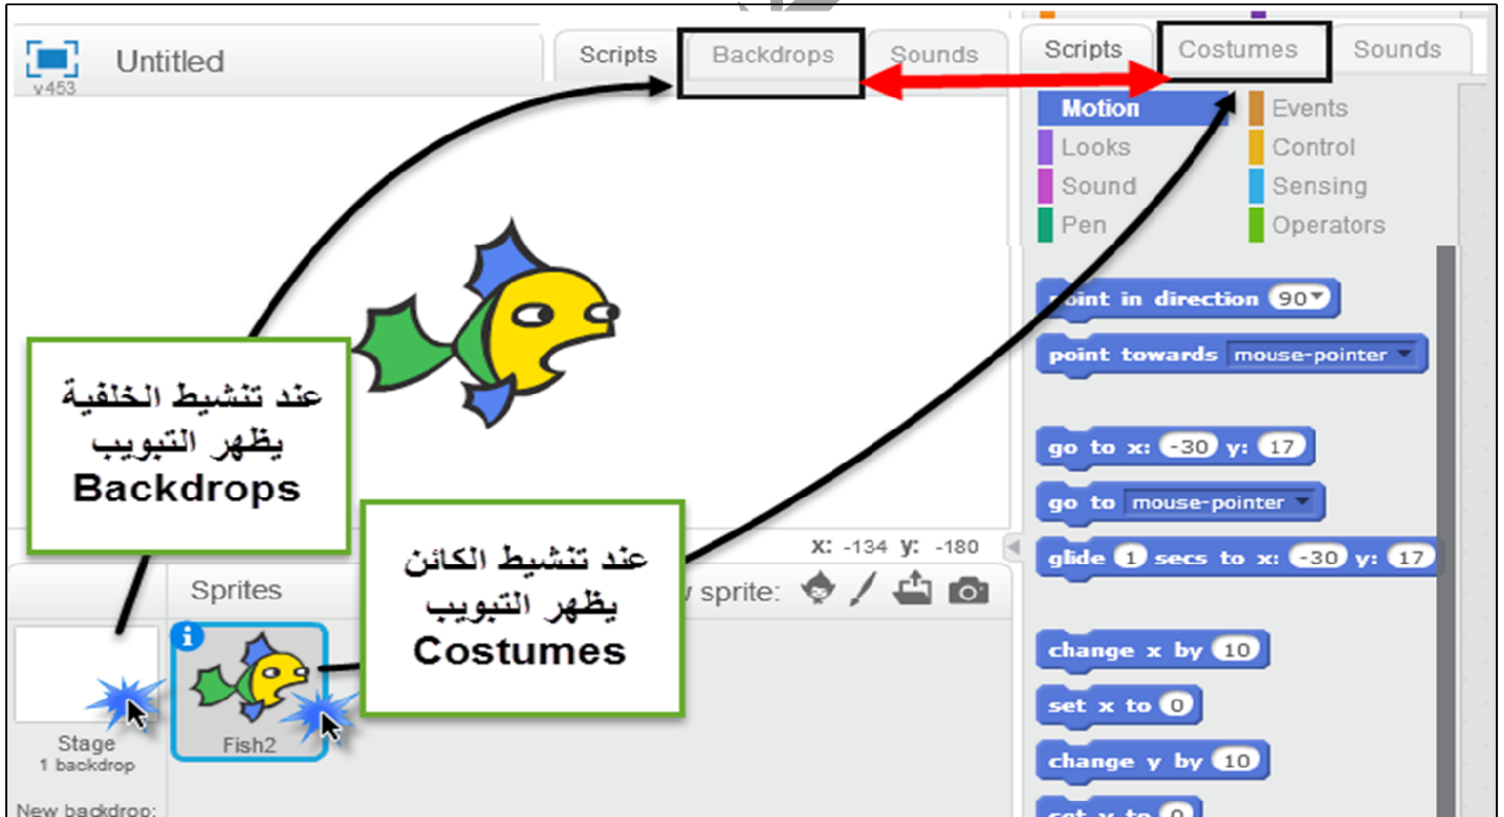 Untitled
v453
Scripts
Backdrops
Sounds
Scripts
Costumes
Sounds
Motion
Events
Looks
Control
Sound
Sensing
Pen
Operators
point in direction 90
point towards mouse-pointer
go to x: -30 y: 17
go to mouse-pointer
glide 1 secs to x: -30 y: 17
change x by 10
set x to 0
change y by 10
set y to 0
عند تنشيط الخلفية
يظهر التبويب
Backdrops
عند تنشيط الكائن
يظهر التبويب
Costumes
x: -134 y: -180
Sprites
sprite:
Stage
1 backdrop
Fish2
New backdrop: